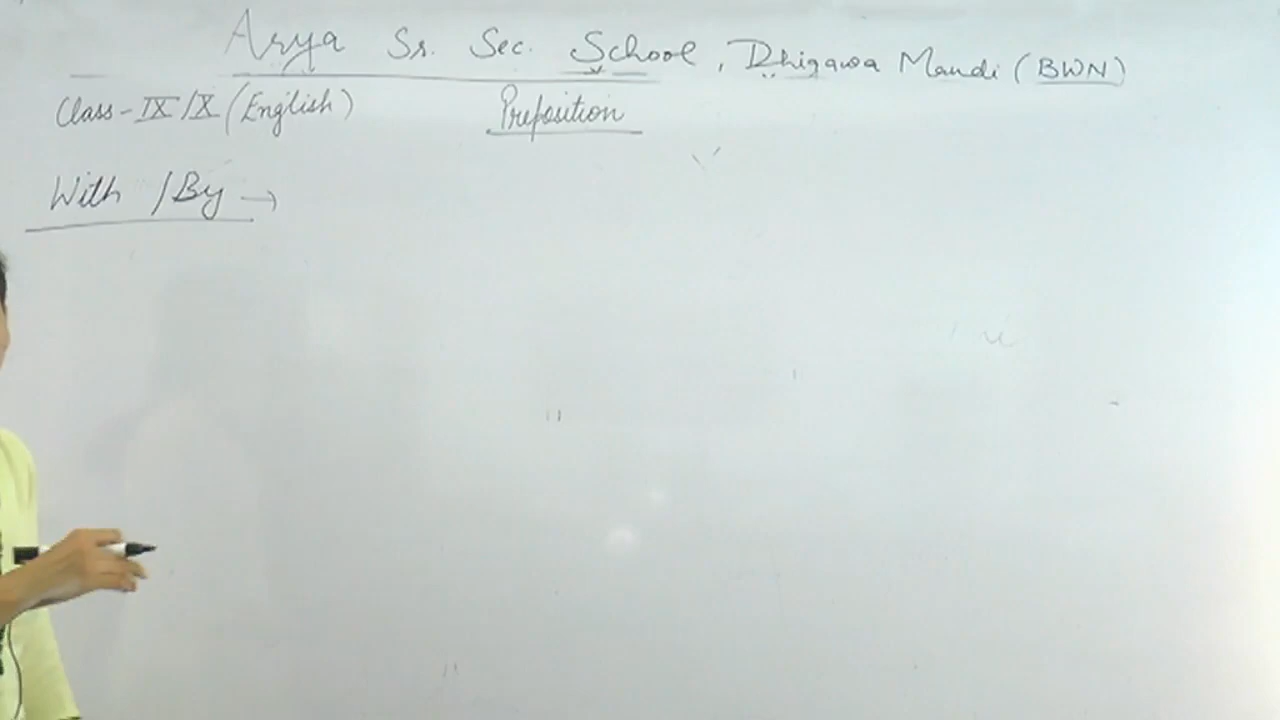 Arya Sr. Sec. School, Dhigawa Mandi (BWN)
Class-IX/X (English) Preposition
With /By →